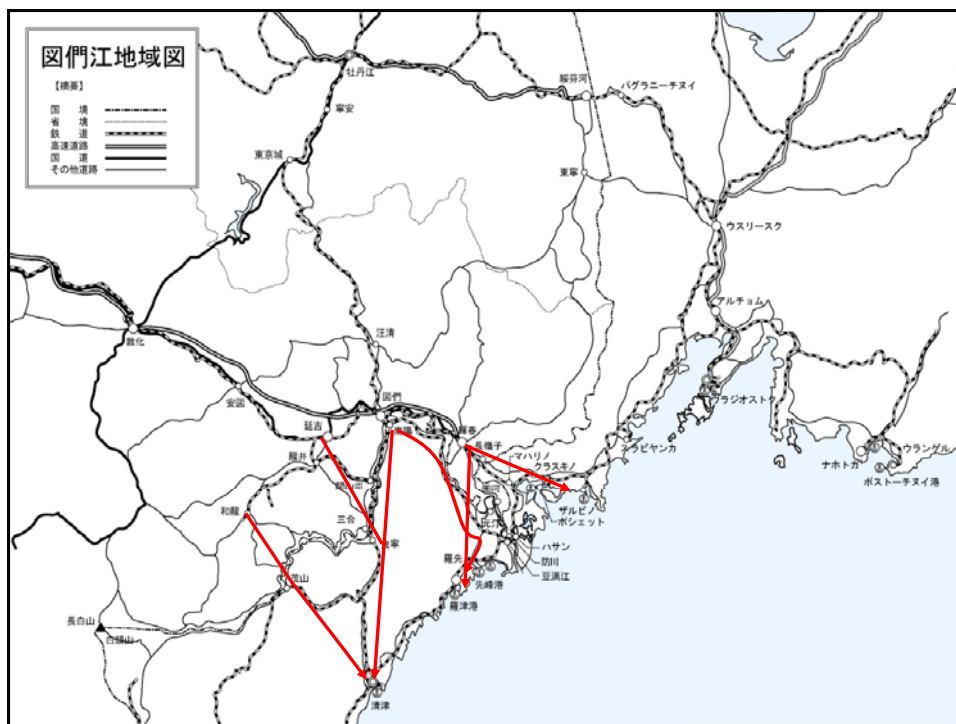 図們江地域図
【摘要】
国　境
省　境
鉄　道
高速道路
国　道
その他道路
牡丹江
綏芬河
パグラニーチヌイ
寧安
東京城
東寧
ウスリースク
アルチョム
汪清
敦化
安図
図們
延吉
ウラジオストク
長嶺子
マハリノ
クラスキノ
スラビヤンカ
ナホトカ
ウランゲル
ボストーチヌイ港
龍井
ザルビノ
ポシェット
和龍
三合
ハサン
防川
豆満江
羅先
先峰港
羅津港
茂山
長白山
白頭山
清津